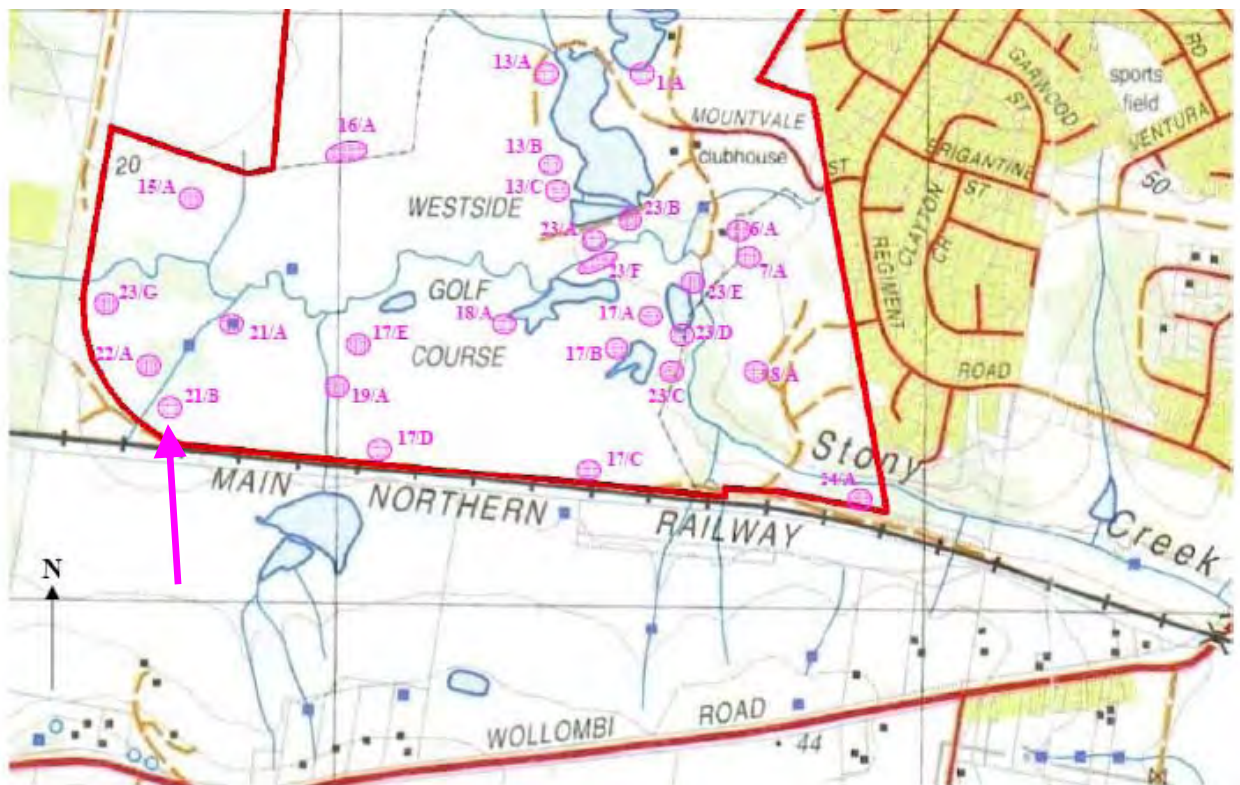 13/A
1/A
GARWOOD
ST
sports
field
RO
VENTURA
16/A
MOUNTVALE
ST
BRIGANTINE
ST
20
13/B
clubhouse
50
15/A
13/C
WESTSIDE
23/B
CLAYTON
CR
23/A
6/A
23/F
7/A
REGIMENT
23/G
GOLF
23/E
21/A
18/A
17/A
17/E
COURSE
17/B
23/D
22/A
23/C
8/A
ROAD
21/B
19/A
17/D
17/C
Stony
Creek
24/A
MAIN NORTHERN RAILWAY
N
WOLLOMBI ROAD
44